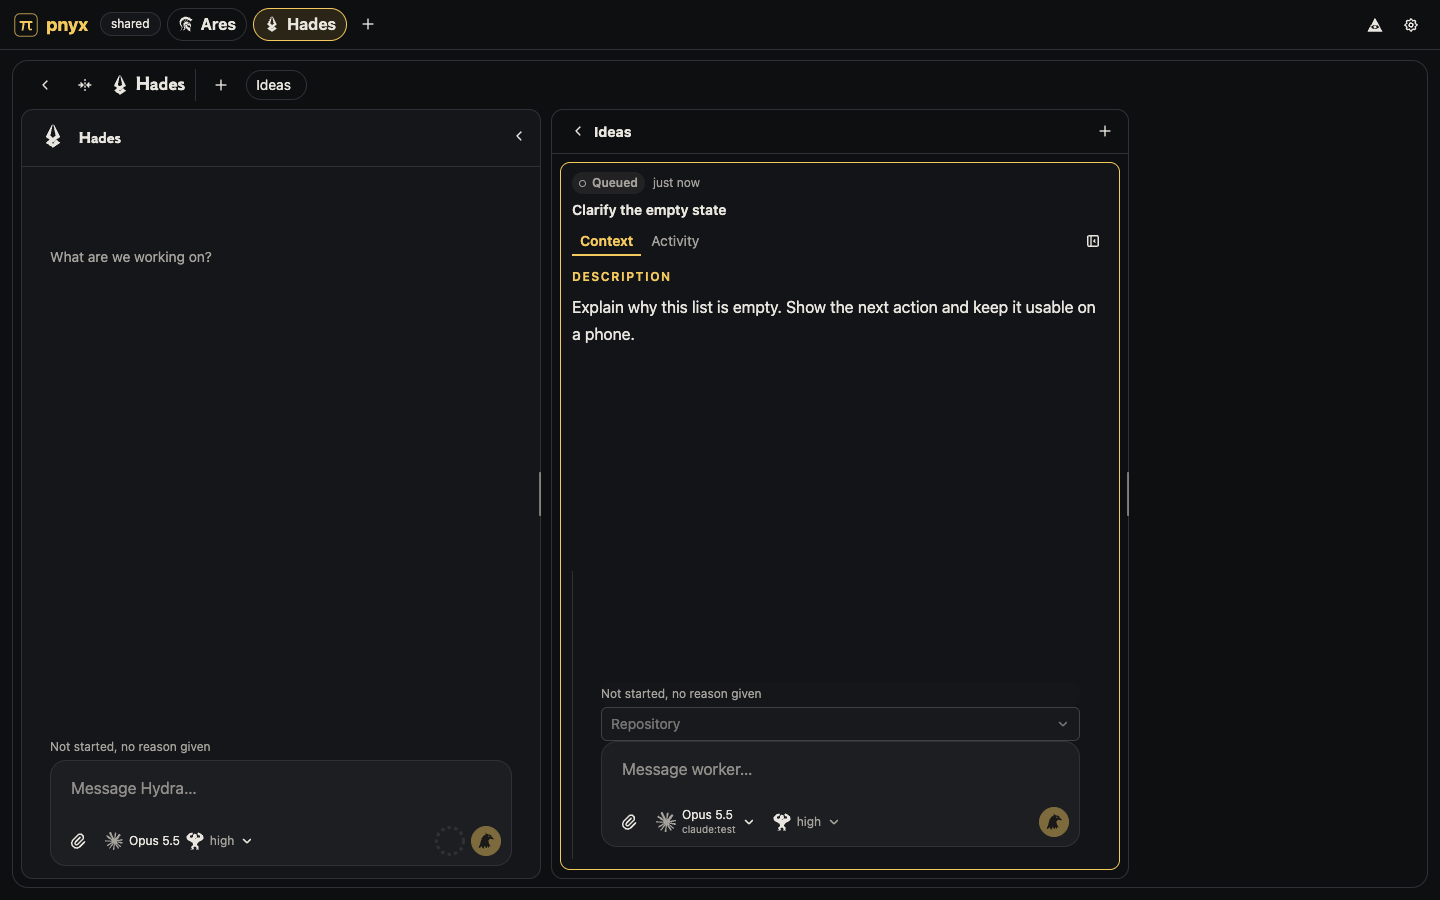 π pnyx shared Ares Hades
Hades Ideas
Hades
What are we working on?
Not started, no reason given
Message Hydra...
Opus 5.5 high
Ideas
Queued just now
Clarify the empty state
Context Activity
DESCRIPTION
Explain why this list is empty. Show the next action and keep it usable on
a phone.
Not started, no reason given
Repository
Message worker...
Opus 5.5
claude:test
high